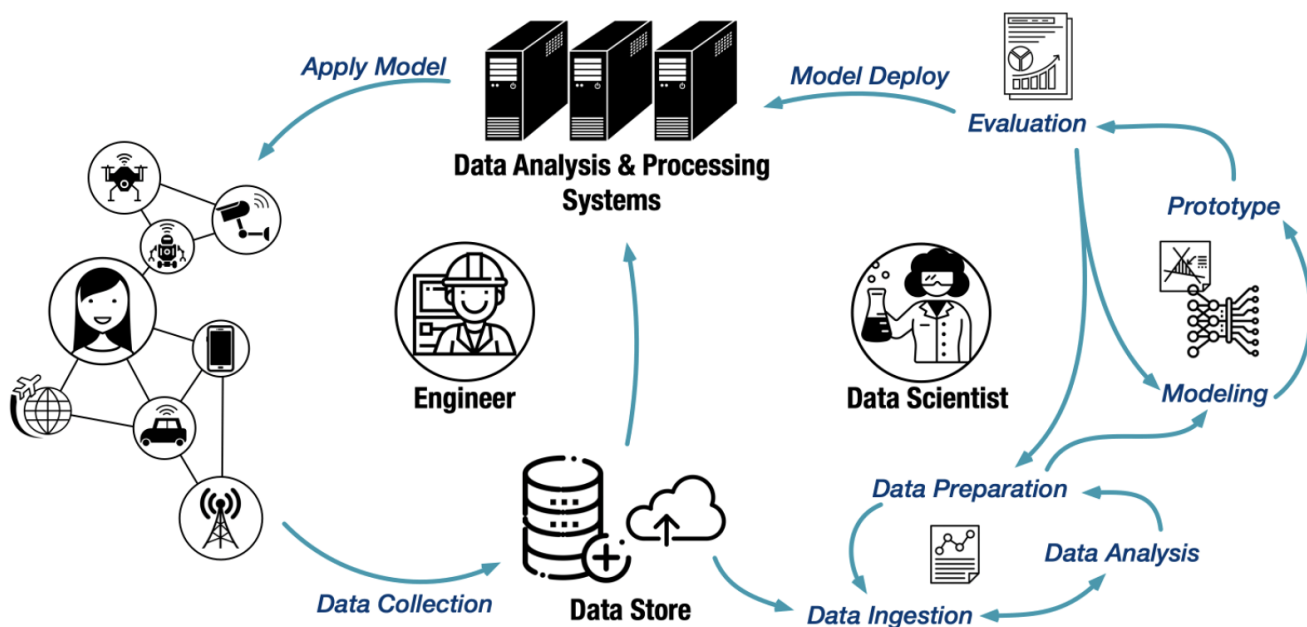 Apply Model
Model Deploy
Evaluation
Data Analysis & Processing
Systems
Prototype
Engineer
Data Scientist
Modeling
Data Preparation
Data Analysis
Data Collection
Data Store
Data Ingestion